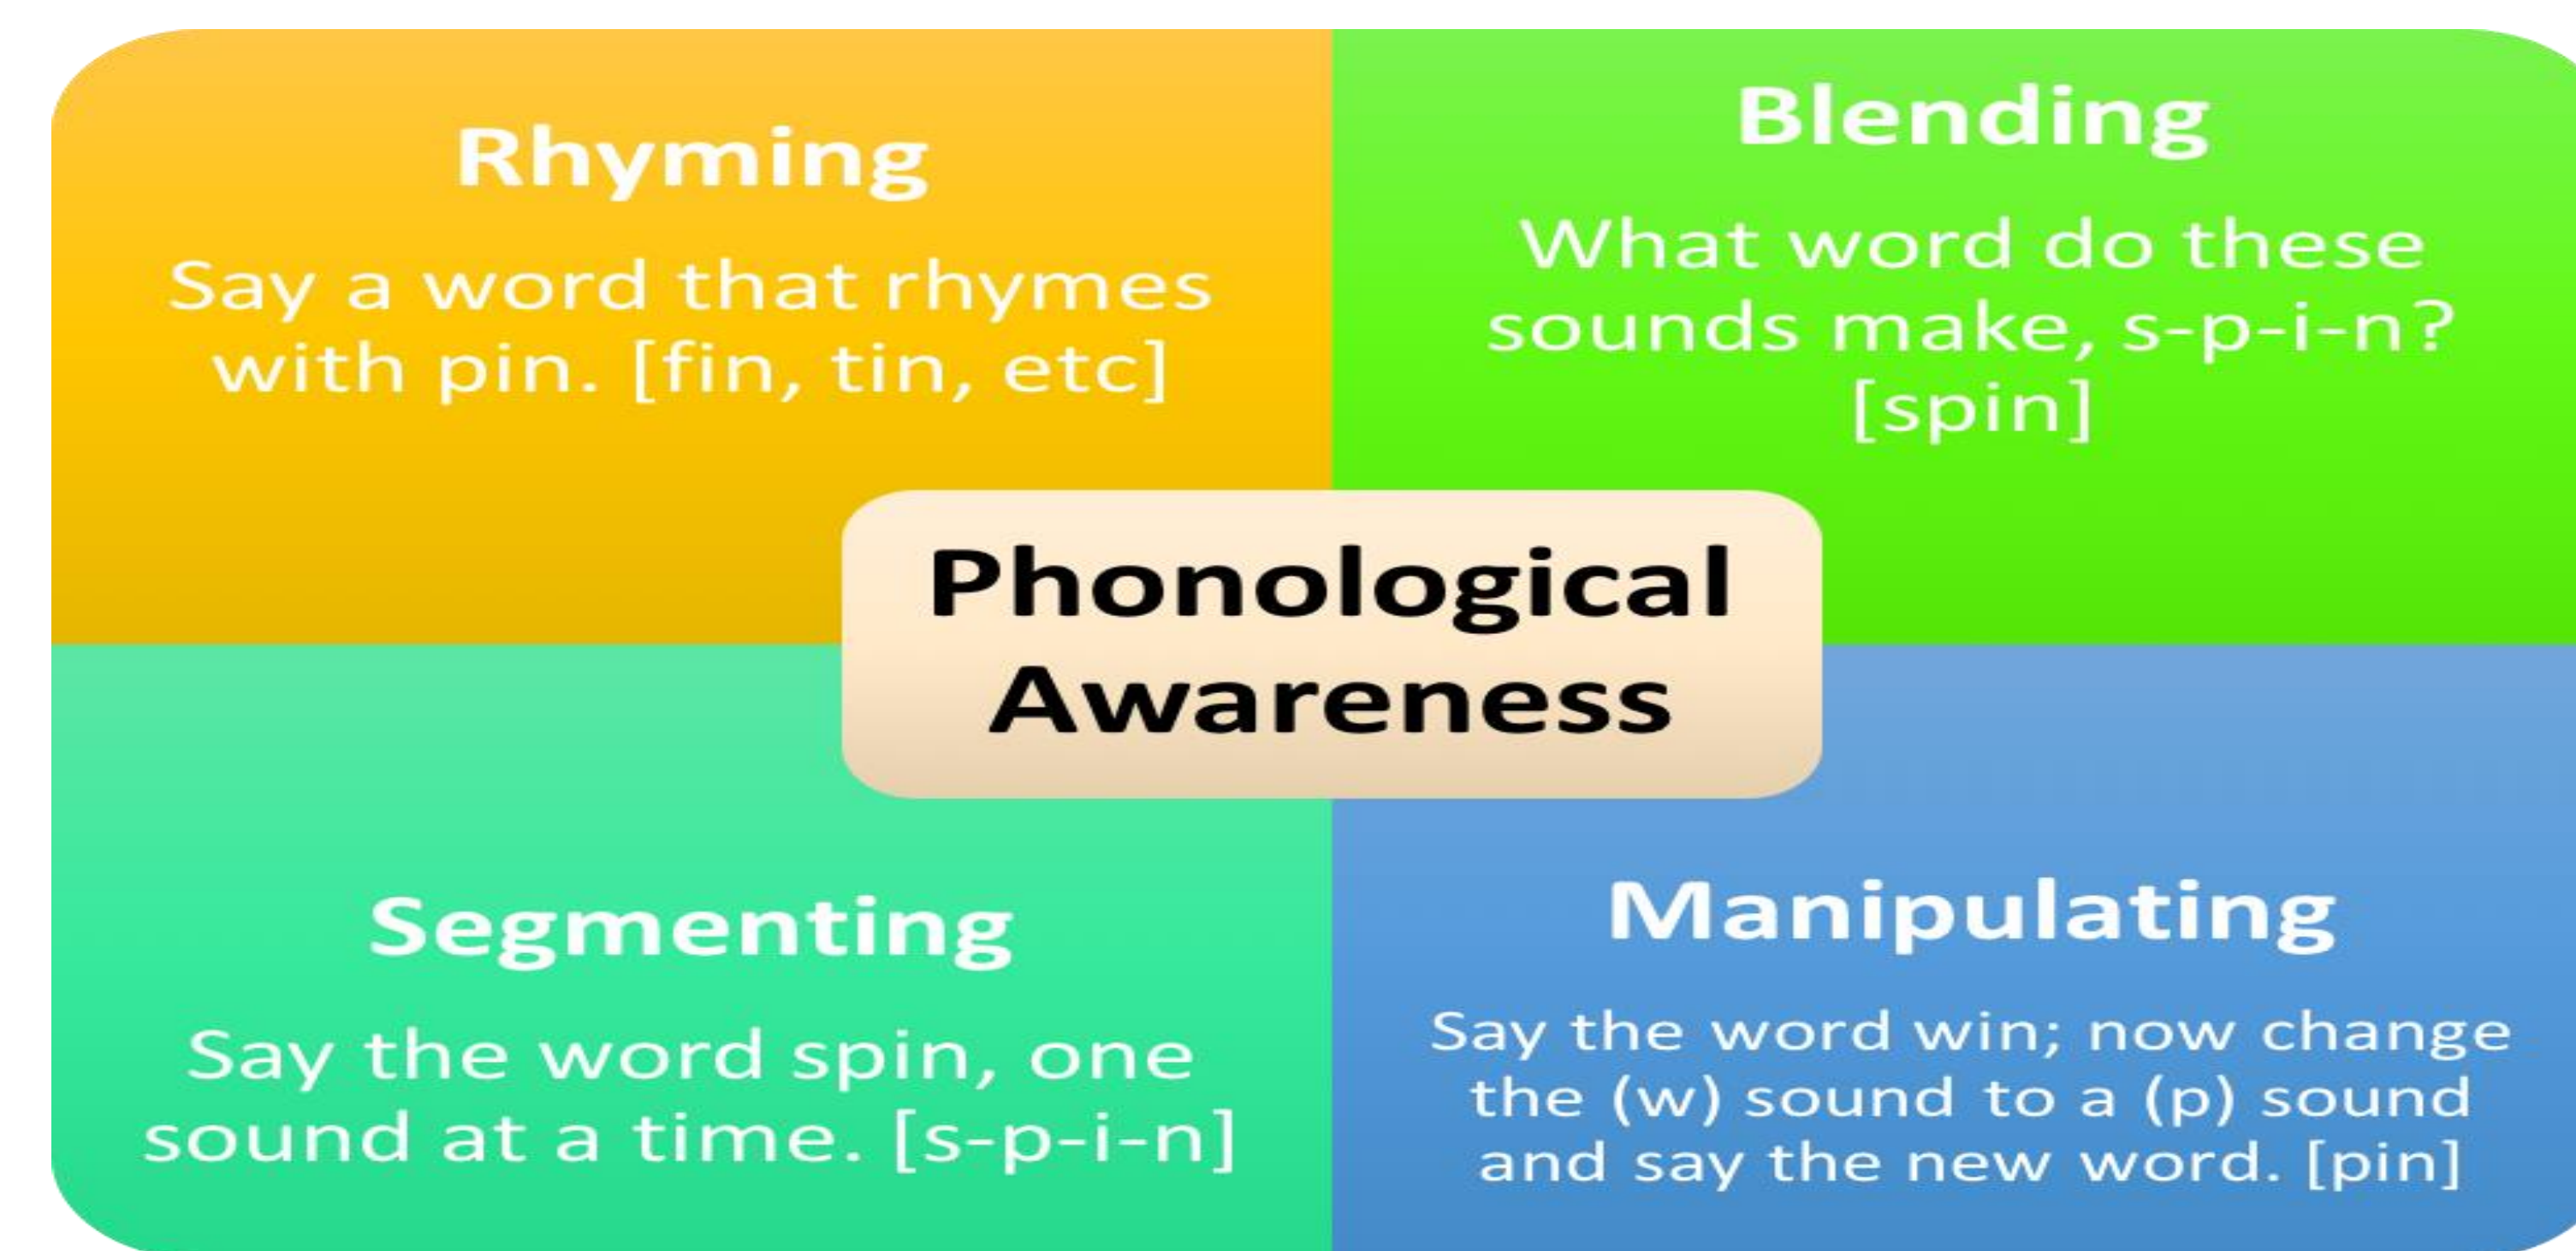 Rhyming
Say a word that rhymes
with pin. [fin, tin, etc]
Blending
What word do these
sounds make, s-p-i-n?
[spin]
Phonological
Awareness
Segmenting
Say the word spin, one
sound at a time. [s-p-i-n]
Manipulating
Say the word win; now change
the (w) sound to a (p) sound
and say the new word. [pin]